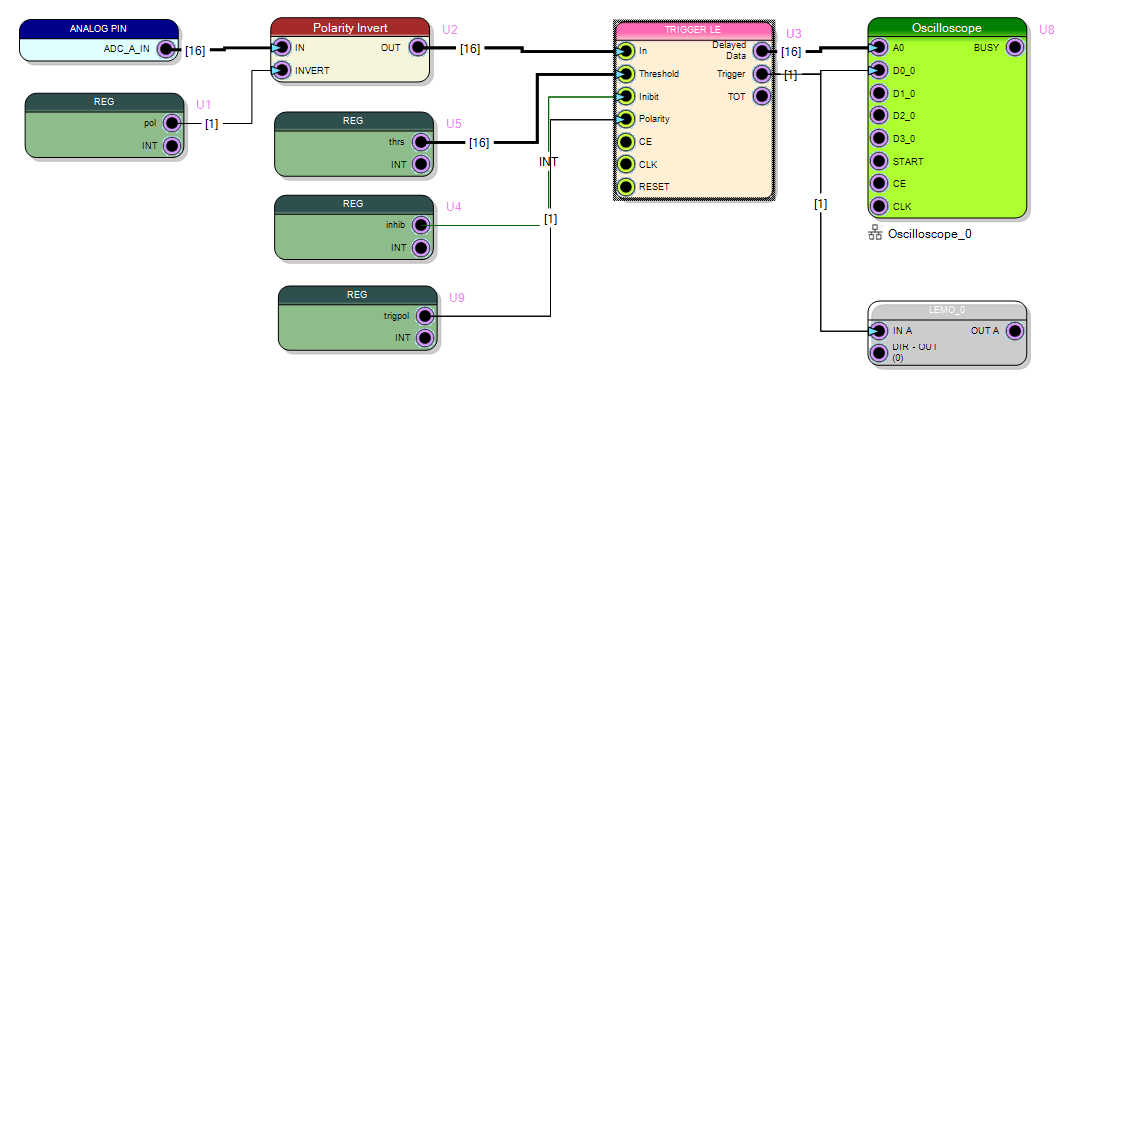 ANALOG PIN
ADC_A_IN
[16]
Polarity Invert
U2
IN
OUT
INVERT
[16]
REG
U1
pol
INT
[1]
REG
U5
thrs
INT
[16]
REG
U4
inhib
INT
REG
U9
trigpol
INT
INT
[1]
TRIGGER LE
U3
In
Delayed
Data
Threshold
Trigger
Inibit
TOT
Polarity
CE
CLK
RESET
[16]
[1]
[1]
Oscilloscope
U8
A0
BUSY
D0_0
D1_0
D2_0
D3_0
START
CE
CLK
Oscilloscope_0
LEMO_0
IN A
OUT A
DIR - OUT
(0)